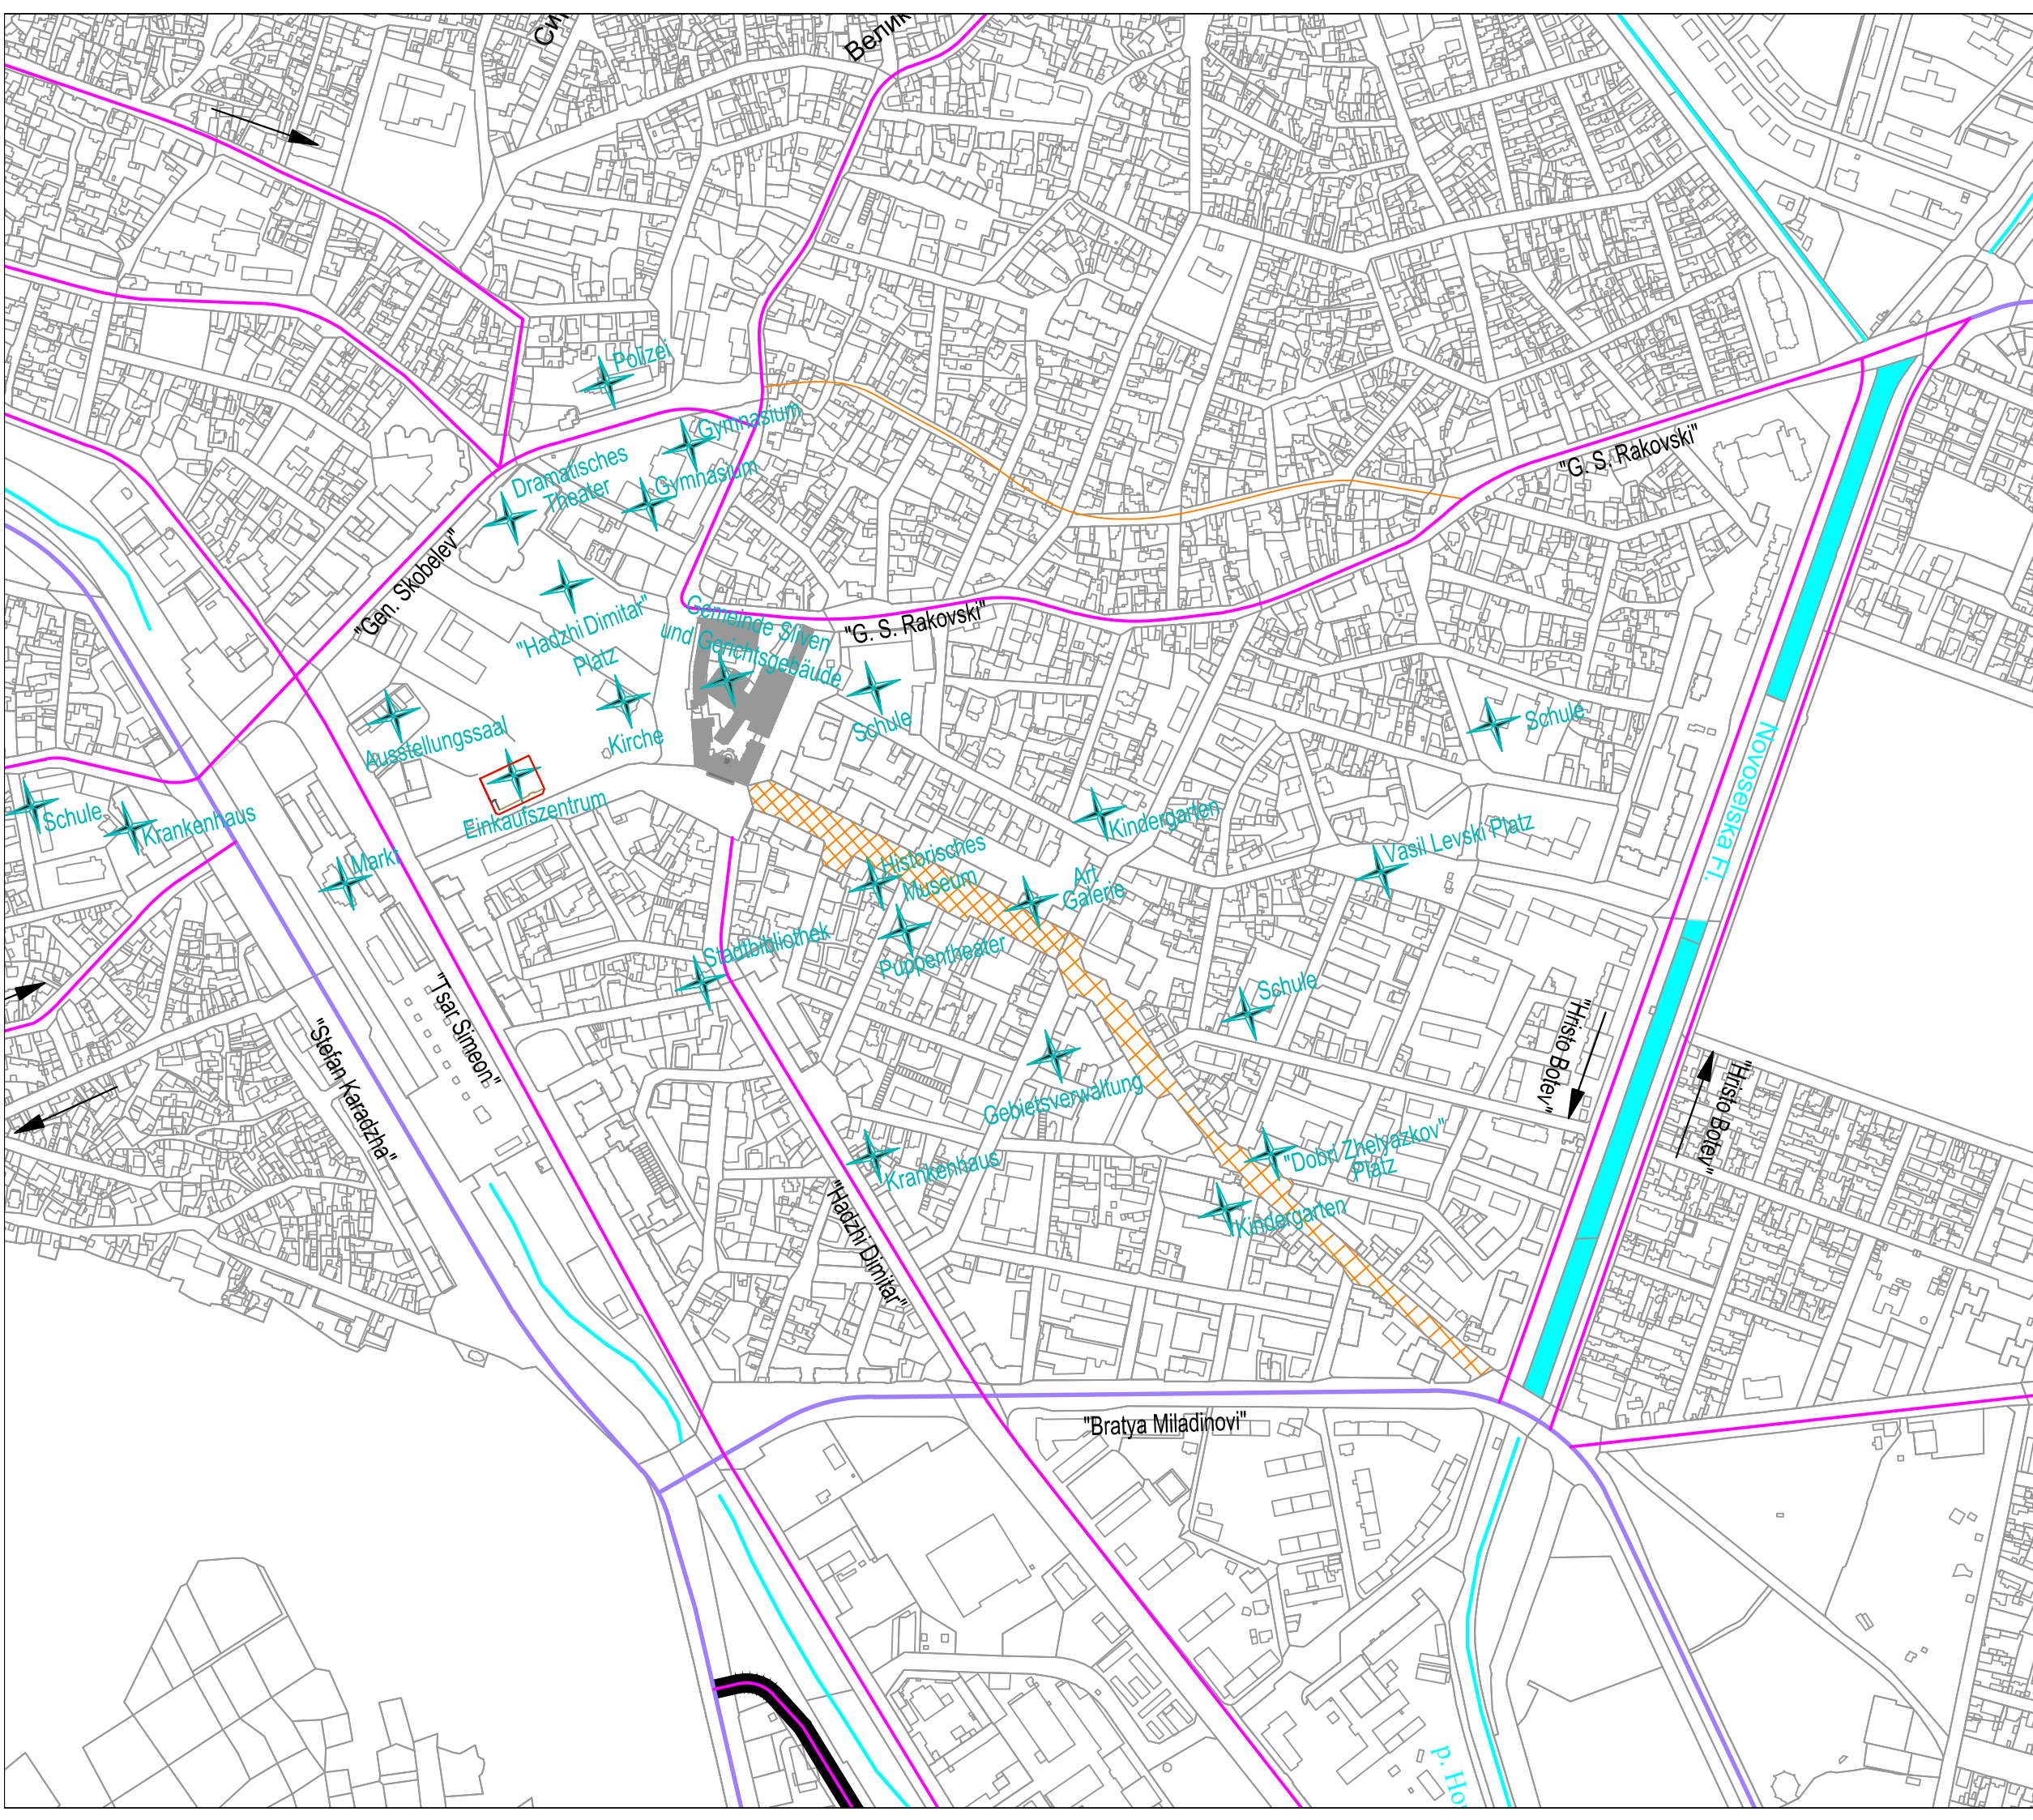 Polizei
Gymnasium
Dramatisches
Theater
Gymnasium
"G. S. Rakovski"
"Gen. Skobelev"
"Hadzhi Dimitar"
Platz
Gemeinde Sliven
und Gerichtsgebäude
"G. S. Rakovski"
Schule
Kirche
Schule
Ausstellungssaal
Einkaufszentrum
Novoselska Fl.
Schule
Krankenhaus
Markt
Kindergarten
Vasil Levski Platz
Historisches
Museum
Art
Galerie
Stadtbibliothek
Puppentheater
Schule
"Tsar Simeon"
"Stefan Karadzha"
"Hristo Botev"
"Hristo Botev"
Gebietsverwaltung
Krankenhaus
"Dobri Zhelyazkov"
Platz
Kindergarten
"Hadzhi Dimitar"
"Bratya Miladinovi"